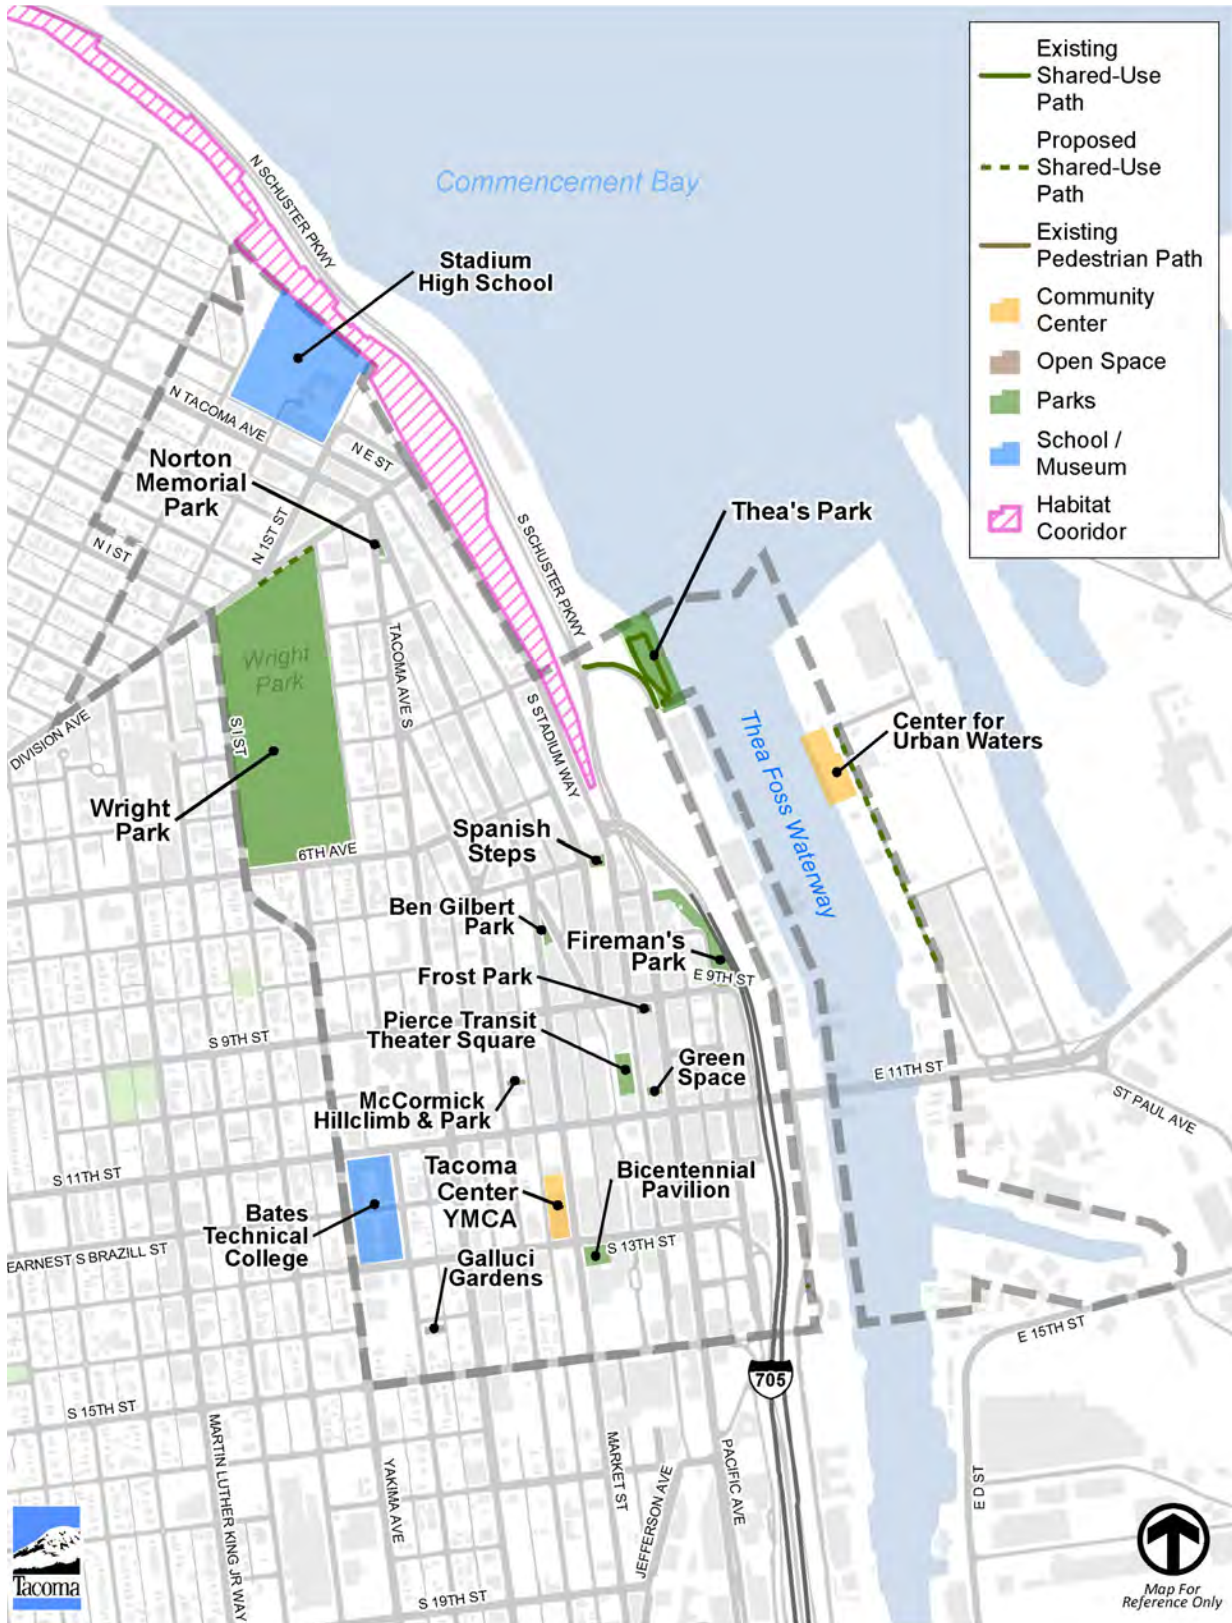 Existing
Shared-Use
Path
Proposed
Shared-Use
Path
Existing
Pedestrian Path
Community
Center
Open Space
Parks
School /
Museum
Habitat
Cooridor
Commencement Bay
N SCHUSTER PKWY
Stadium
High School
N TACOMA AVE
N E ST
Norton
Memorial
Park
N 1ST ST
N I ST
Thea's Park
S SCHUSTER PKWY
Wright
Park
TACOMA AVE S
S STADIUM WAY
S I ST
DIVISION AVE
Thea Foss Waterway
Center for
Urban Waters
Wright
Park
6TH AVE
Spanish
Steps
Ben Gilbert
Park
Fireman's
Park
E 9TH ST
Frost Park
S 9TH ST
Pierce Transit
Theater Square
Green
Space
E 11TH ST
McCormick
Hillclimb & Park
ST PAUL AVE
S 11TH ST
Tacoma
Center
YMCA
Bicentennial
Pavilion
Bates
Technical
College
S 13TH ST
EARNEST S BRAZILL ST
Galluci
Gardens
E 15TH ST
705
S 15TH ST
MARTIN LUTHER KING JR WAY
YAKIMA AVE
MARKET ST
JEFFERSON AVE
PACIFIC AVE
E D ST
S 19TH ST
Tacoma
Map For
Reference Only